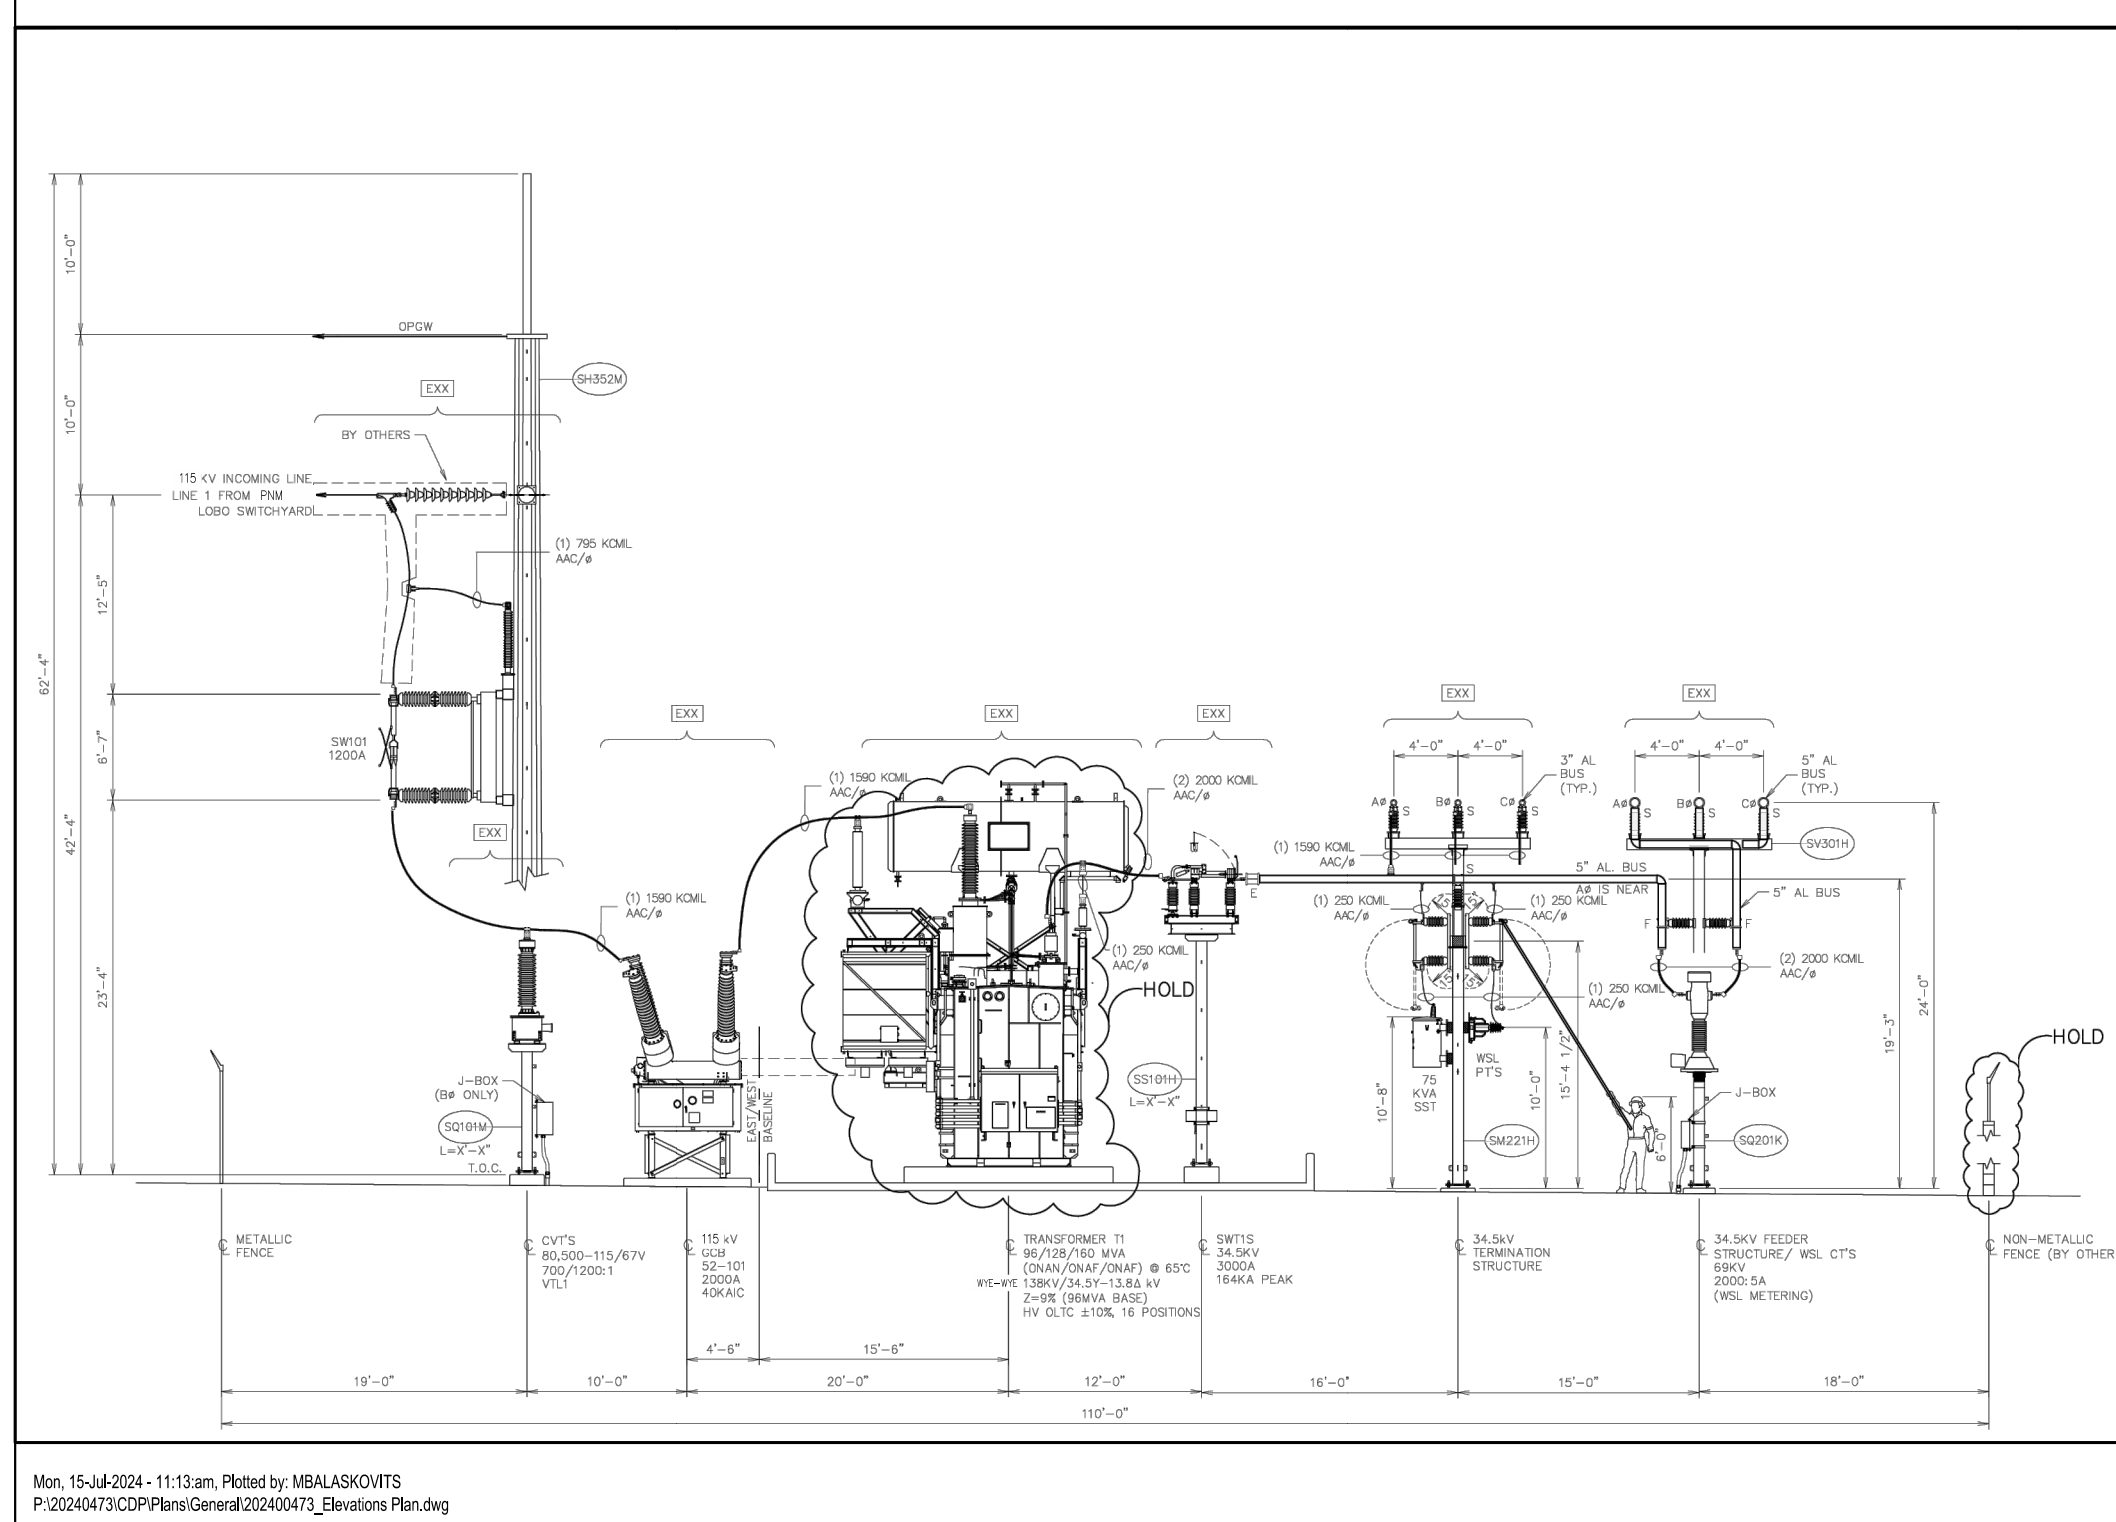 10'-0"
OPGW
SH352M
EXX
10'-0"
BY OTHERS
115 KV INCOMING LINE
LINE 1 FROM PNM
LOBO SWITCHYARD
(1) 795 KCMIL
AAC/ø
12'-5"
62'-4"
42'-4"
6'-7"
SW101
1200A
23'-4"
EXX
EXX
(1) 1590 KCMIL
AAC/ø
J-BOX
(Bø ONLY)
SQ101M
L=X'-X"
T.O.C.
EAST/WEST
BASELINE
EXX
(1) 1590 KCMIL
AAC/ø
(1) 250 KCMIL
AAC/ø
HOLD
EXX
(2) 2000 KCMIL
AAC/ø
E
SS101H
L=X'-X"
EXX
4'-0"
4'-0"
3" AL
BUS
(TYP.)
Aø
S
Bø
S
Cø
S
(1) 1590 KCMIL
AAC/ø
S
5" AL. BUS
Aø IS NEAR
(1) 250 KCMIL
AAC/ø
15"
15"
(1) 250 KCMIL
AAC/ø
15"
15"
(1) 250 KCMIL
AAC/ø
WSL
PT'S
75
KVA
SST
10'-8"
10'-0"
15'-4 1/2"
SM221H
6'-0"
EXX
4'-0"
4'-0"
5" AL
BUS
(TYP.)
Aø
S
Bø
S
Cø
S
SV301H
5" AL BUS
F
F
(2) 2000 KCMIL
AAC/ø
J-BOX
SQ201K
19'-3"
24'-0"
HOLD
METALLIC
FENCE
CVT'S
80,500-115/67V
700/1200:1
VTL1
115 kV
GCB
52-101
2000A
40KAIC
TRANSFORMER T1
96/128/160 MVA
(ONAN/ONAF/ONAF) @ 65°C
WYE-WYE 138KV/34.5Y-13.8Δ kV
Z=9% (96MVA BASE)
HV OLTC ±10%, 16 POSITIONS
SWT1S
34.5KV
3000A
164KA PEAK
34.5kV
TERMINATION
STRUCTURE
34.5KV FEEDER
STRUCTURE/ WSL CT'S
69KV
2000:5A
(WSL METERING)
NON-METALLIC
FENCE (BY OTHER
4'-6"
15'-6"
19'-0"
10'-0"
20'-0"
12'-0"
16'-0"
15'-0"
18'-0"
110'-0"
Mon, 15-Jul-2024 - 11:13:am, Plotted by: MBALASKOVITS
P:\20240473\CDP\Plans\General\202400473_Elevations Plan.dwg